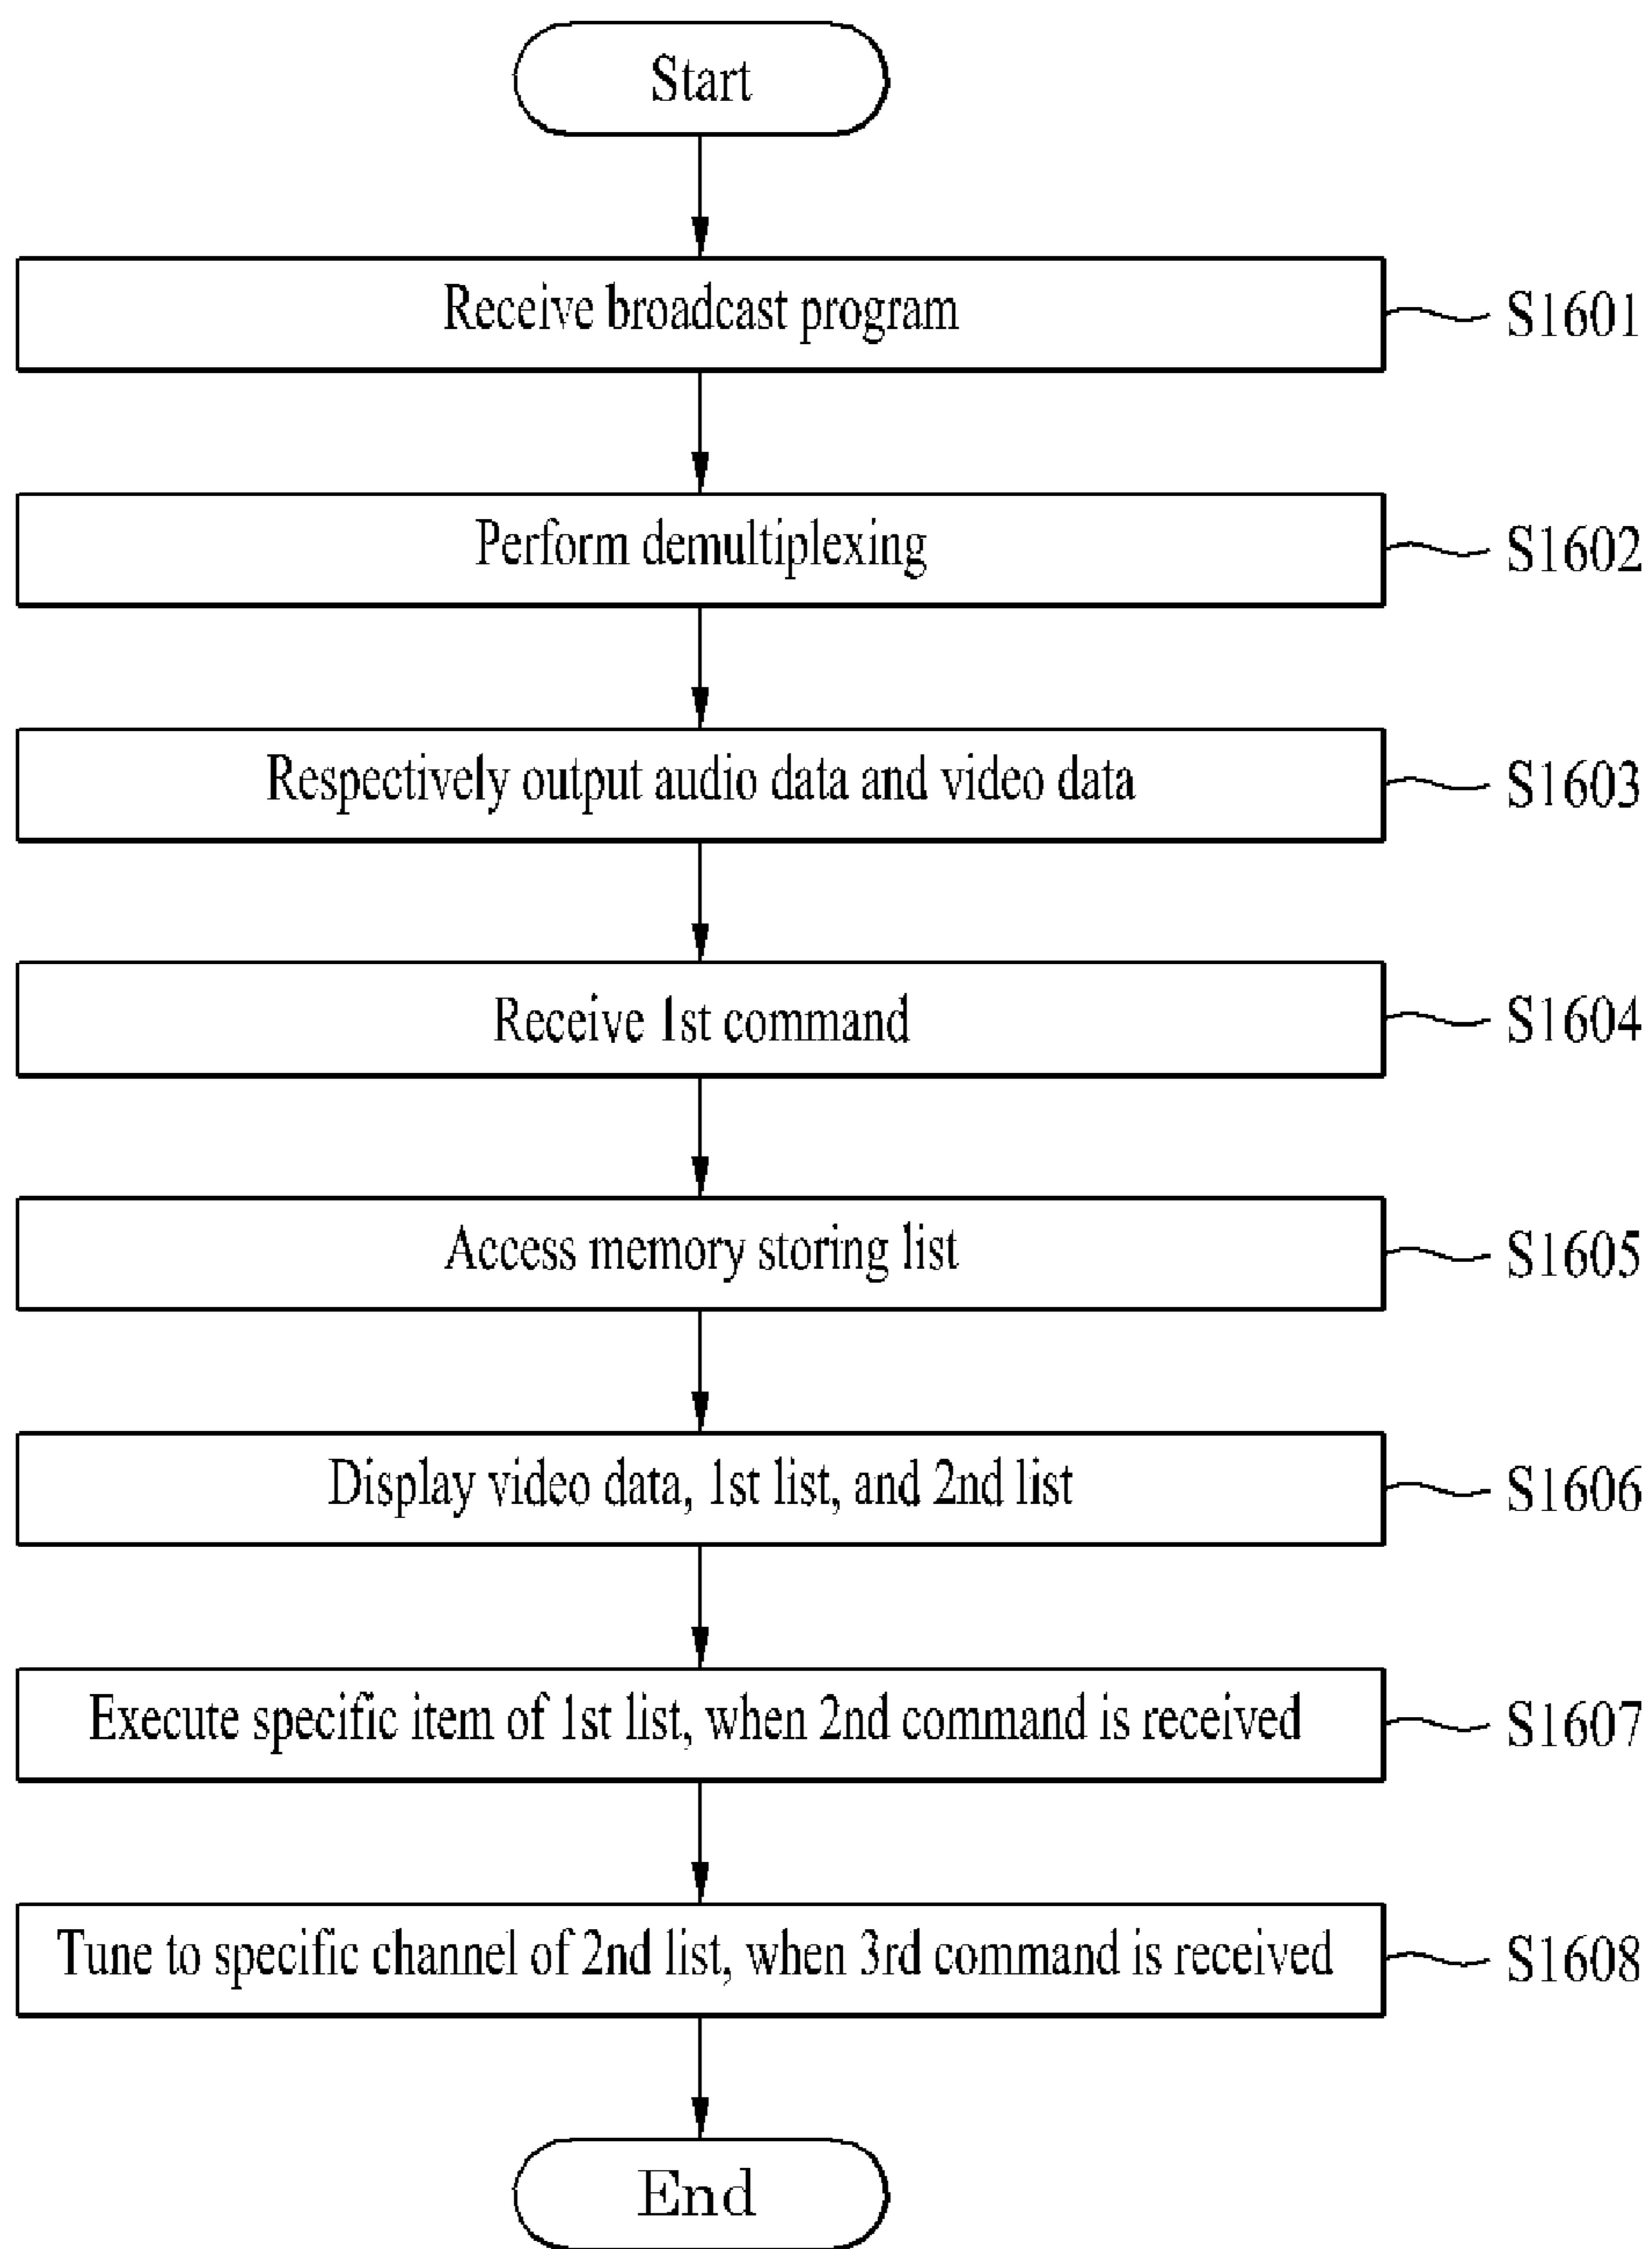 Start
Receive broadcast program
S1601
Perform demultiplexing
S1602
Respectively output audio data and video data
S1603
Receive 1st command
S1604
Access memory storing list
S1605
Display video data, 1st list, and 2nd list
S1606
Execute specific item of 1st list, when 2nd command is received
S1607
Tune to specific channel of 2nd list, when 3rd command is received
S1608
End